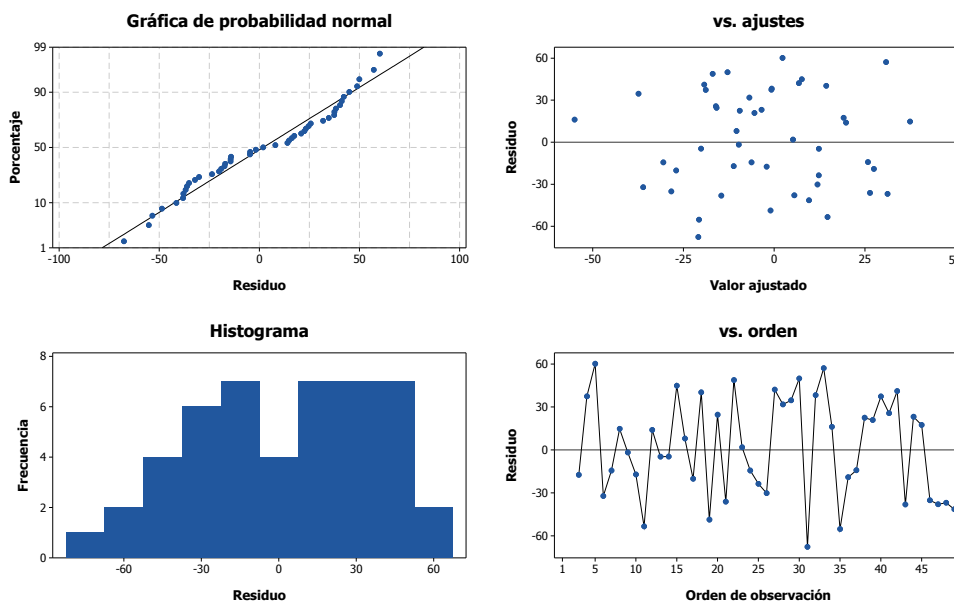 Gráfica de probabilidad normal
99
90
50
10
1
Porcentaje
-100 -50 0 50 100
Residuo
vs. ajustes
60
30
0
-30
-60
Residuo
-50 -25 0 25 5
Valor ajustado
Histograma
8
6
4
2
0
Frecuencia
-60 -30 0 30 60
Residuo
vs. orden
60
30
0
-30
-60
Residuo
1 5 10 15 20 25 30 35 40 45
Orden de observación